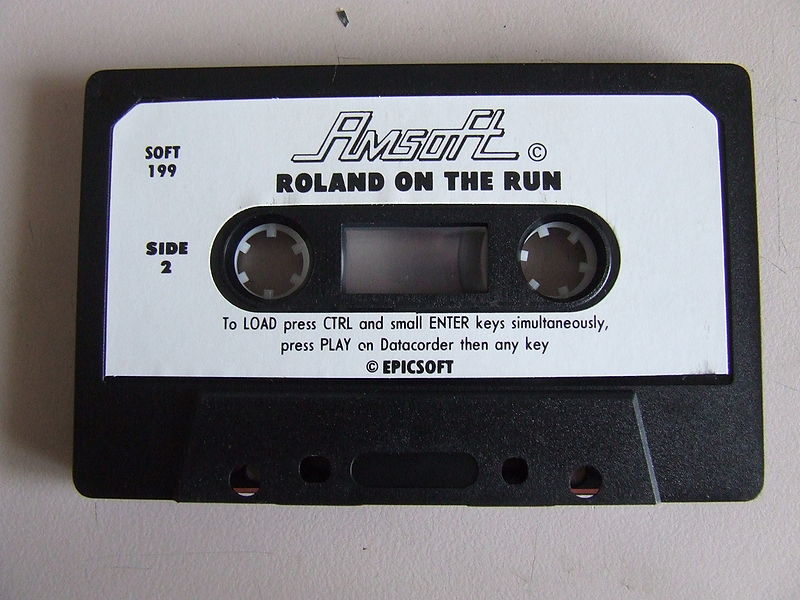 Amsoft ©
SOFT
199
ROLAND ON THE RUN
SIDE
2
To LOAD press CTRL and small ENTER keys simultaneously,
press PLAY on Datacorder then any key
© EPICSOFT